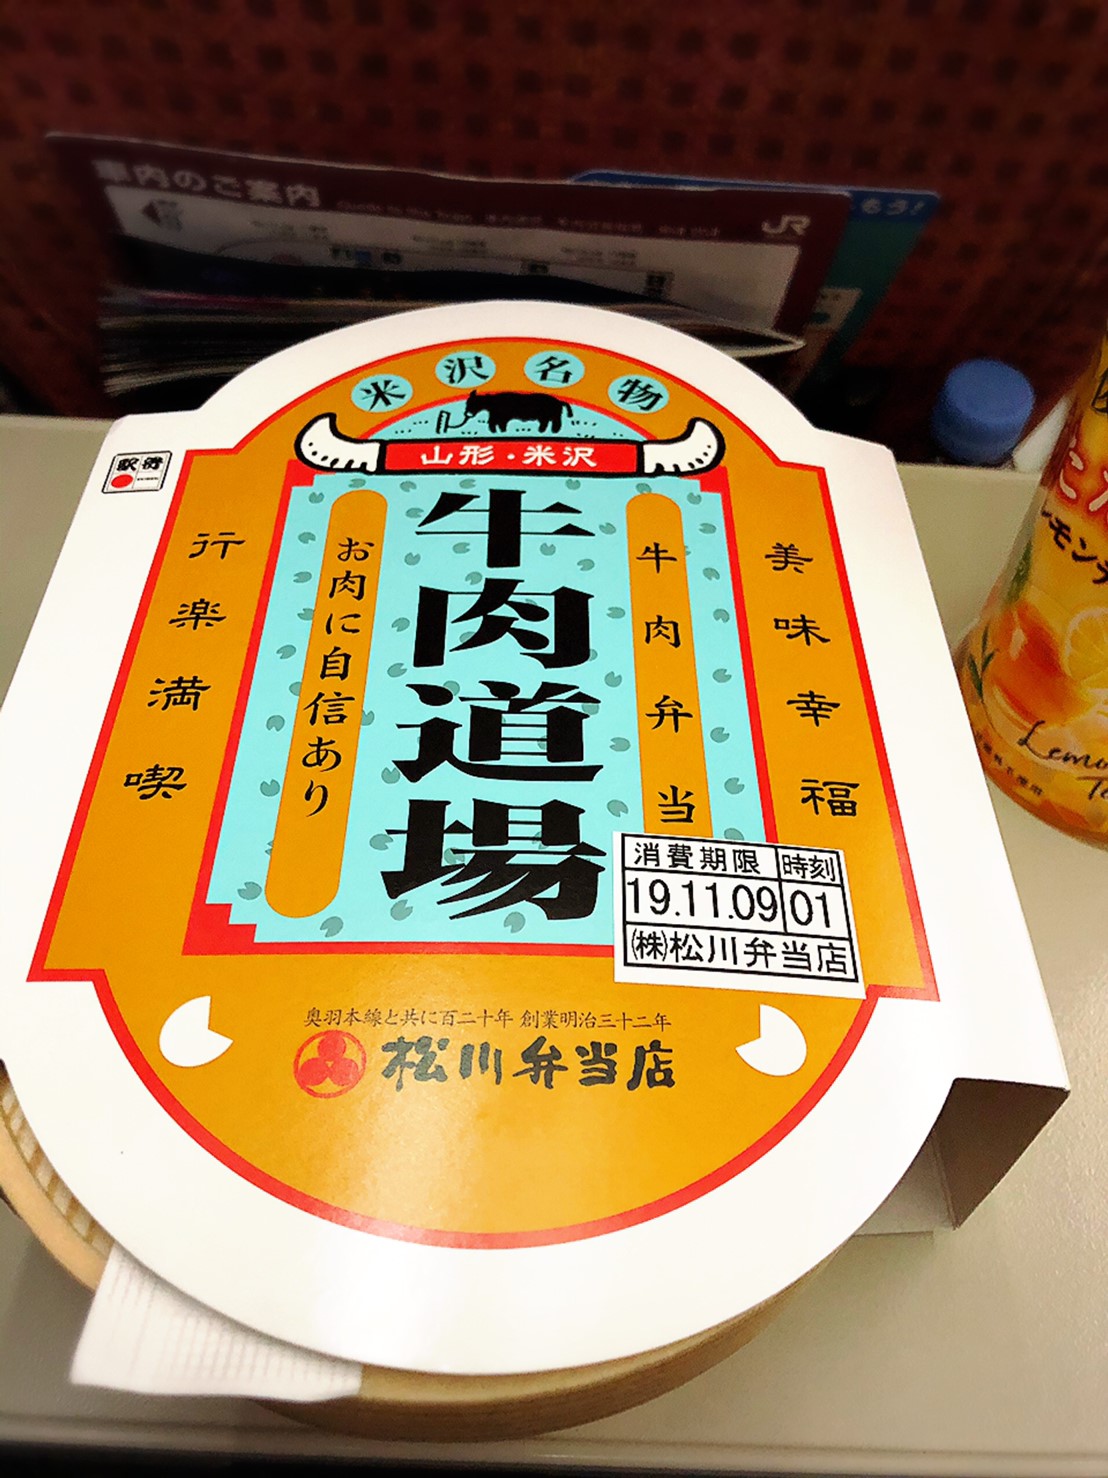 車内のご案内
JR
もう!
米沢名物
山形・米沢
駅弁
美味幸福
牛肉弁当
牛肉道場
お肉に自信あり
行楽満喫
消費期限 時刻
19.11.09 01
㈱松川弁当店
奥羽本線と共に百二十年 創業明治三十二年
松川弁当店
Lemo